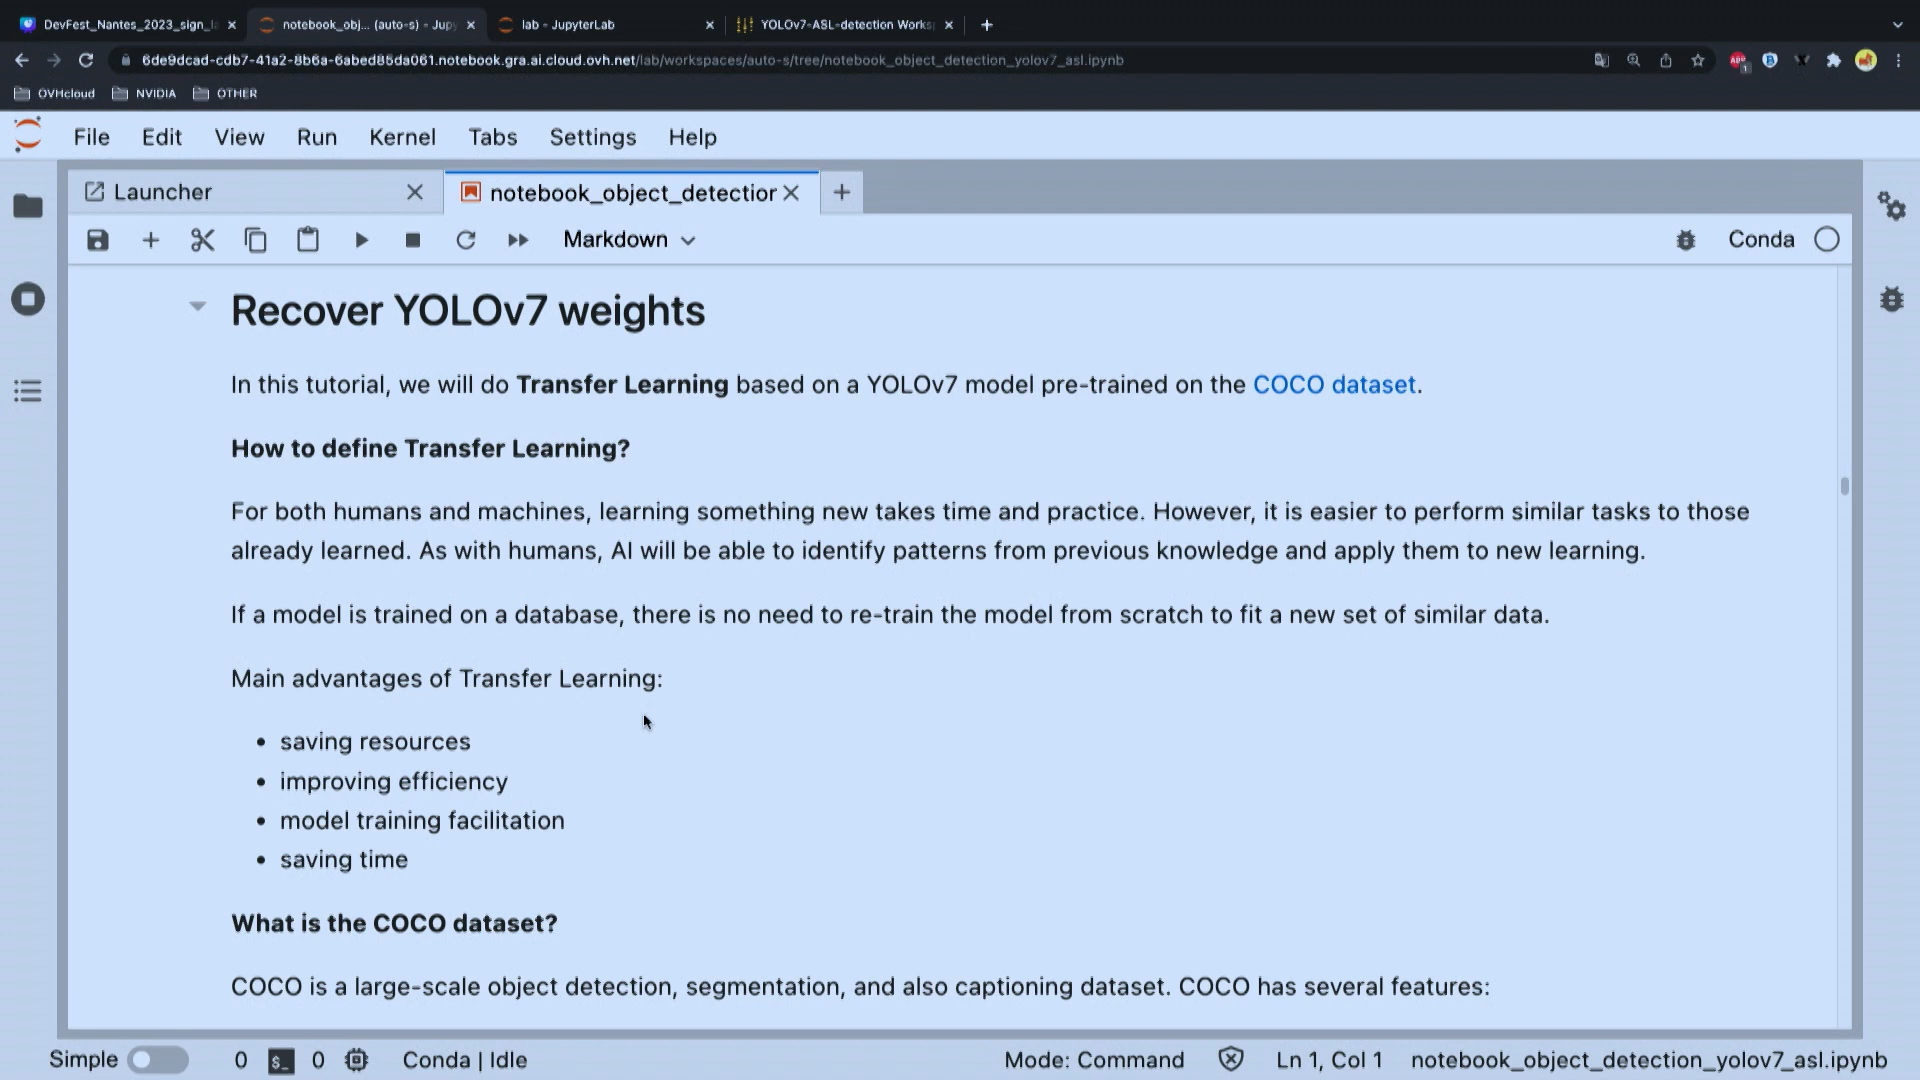 DevFest_Nantes_2023_sign_la
notebook_obj... (auto-s) - Jupy
lab - JupyterLab
YOLOv7-ASL-detection Works
6de9dcad-cdb7-41a2-8b6a-6abed85da061.notebook.gra.ai.cloud.ovh.net/lab/workspaces/auto-s/tree/notebook_object_detection_yolov7_asl.ipynb
OVHcloud NVIDIA OTHER
File Edit View Run Kernel Tabs Settings Help
Launcher
notebook_object_detection
Markdown
Conda
Recover YOLOv7 weights
In this tutorial, we will do Transfer Learning based on a YOLOv7 model pre-trained on the COCO dataset.
How to define Transfer Learning?
For both humans and machines, learning something new takes time and practice. However, it is easier to perform similar tasks to those
already learned. As with humans, AI will be able to identify patterns from previous knowledge and apply them to new learning.
If a model is trained on a database, there is no need to re-train the model from scratch to fit a new set of similar data.
Main advantages of Transfer Learning:
• saving resources
• improving efficiency
• model training facilitation
• saving time
What is the COCO dataset?
COCO is a large-scale object detection, segmentation, and also captioning dataset. COCO has several features:
Simple 0 $_ 0 Conda | Idle Mode: Command Ln 1, Col 1 notebook_object_detection_yolov7_asl.ipynb